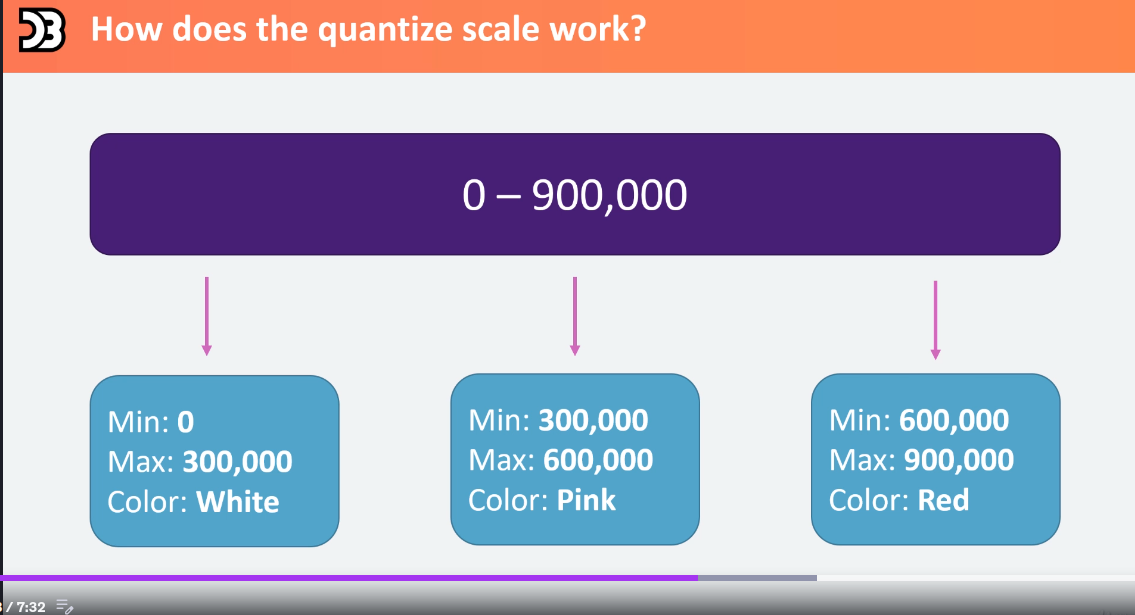 How does the quantize scale work?
0 – 900,000
Min: 0
Max: 300,000
Color: White
Min: 300,000
Max: 600,000
Color: Pink
Min: 600,000
Max: 900,000
Color: Red
/ 7:32